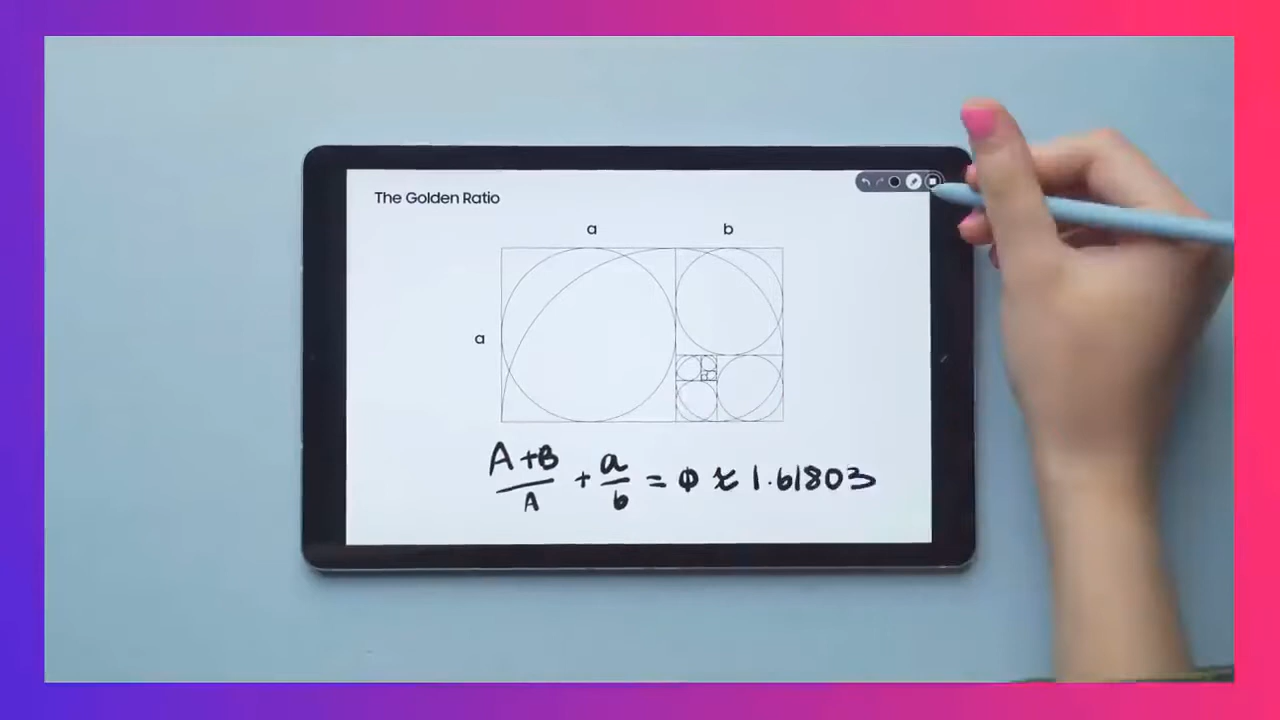 The Golden Ratio
a b
a
A+B/A + a/b = φ ≈ 1.61803